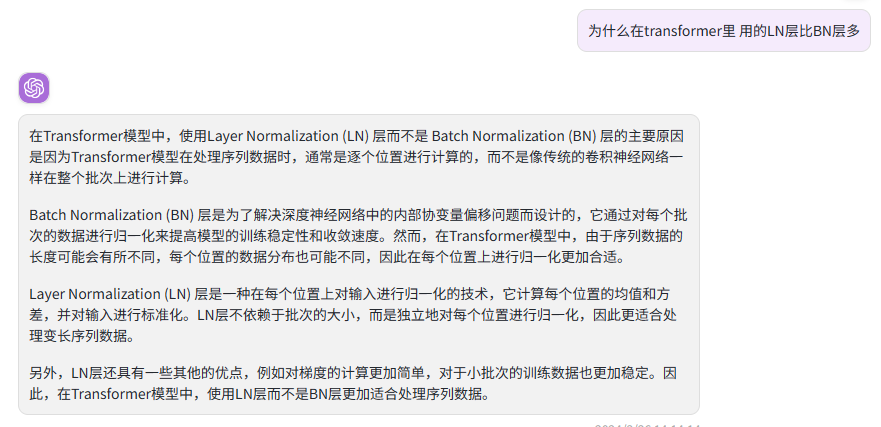 为什么在transformer里 用的LN层比BN层多
在Transformer模型中，使用Layer Normalization (LN) 层而不是 Batch Normalization (BN) 层的主要原因
是因为Transformer模型在处理序列数据时，通常是逐个位置进行计算的，而不是像传统的卷积神经网络一
样在整个批次上进行计算。
Batch Normalization (BN) 层是为了解决深度神经网络中的内部协变量偏移问题而设计的，它通过对每个批
次的数据进行归一化来提高模型的训练稳定性和收敛速度。然而，在Transformer模型中，由于序列数据的
长度可能会有所不同，每个位置的数据分布也可能不同，因此在每个位置上进行归一化更加合适。
Layer Normalization (LN) 层是一种在每个位置上对输入进行归一化的技术，它计算每个位置的均值和方
差，并对输入进行标准化。LN层不依赖于批次的大小，而是独立地对每个位置进行归一化，因此更适合处
理变长序列数据。
另外，LN层还具有一些其他的优点，例如对梯度的计算更加简单，对于小批次的训练数据也更加稳定。因
此，在Transformer模型中，使用LN层而不是BN层更加适合处理序列数据。